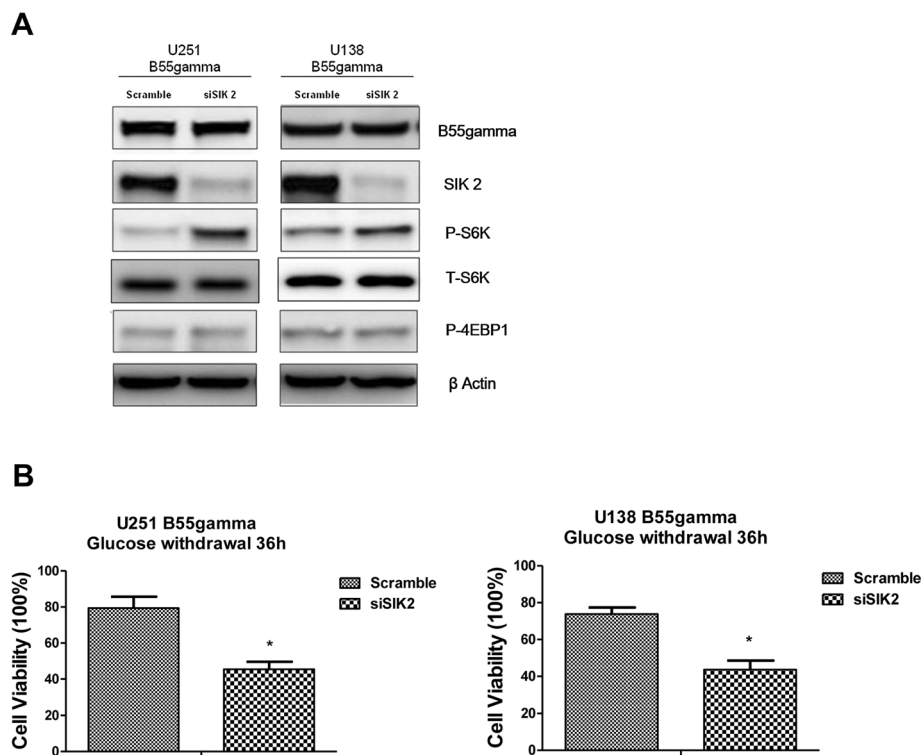 A
U251
B55gamma
U138
B55gamma
Scramble siSIK 2
Scramble siSIK 2
B55gamma
SIK 2
P-S6K
T-S6K
P-4EBP1
β Actin
B
U251 B55gamma
Glucose withdrawal 36h
Cell Viability (100%)
100
80
60
40
20
0
*
Scramble
siSIK2
U138 B55gamma
Glucose withdrawal 36h
Cell Viability (100%)
100
80
60
40
20
0
*
Scramble
siSIK2